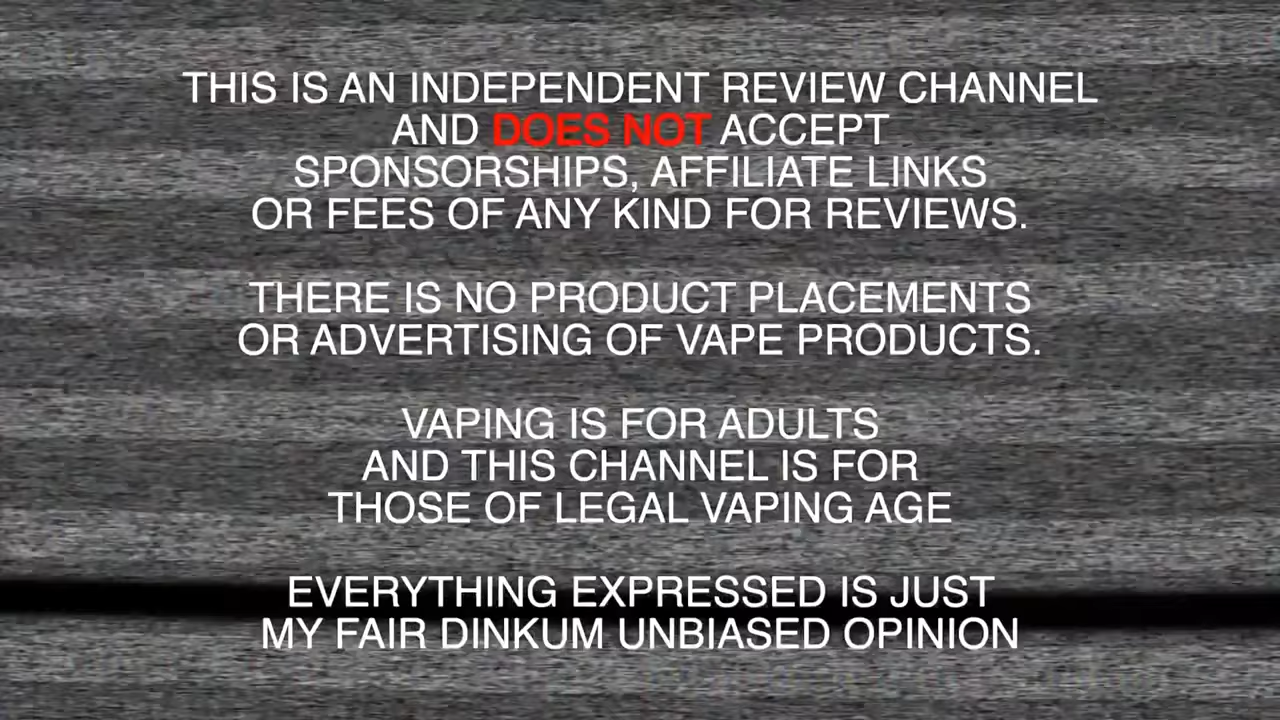 THIS IS AN INDEPENDENT REVIEW CHANNEL
AND DOES NOT ACCEPT
SPONSORSHIPS, AFFILIATE LINKS
OR FEES OF ANY KIND FOR REVIEWS.
THERE IS NO PRODUCT PLACEMENTS
OR ADVERTISING OF VAPE PRODUCTS.
VAPING IS FOR ADULTS
AND THIS CHANNEL IS FOR
THOSE OF LEGAL VAPING AGE
EVERYTHING EXPRESSED IS JUST
MY FAIR DINKUM UNBIASED OPINION